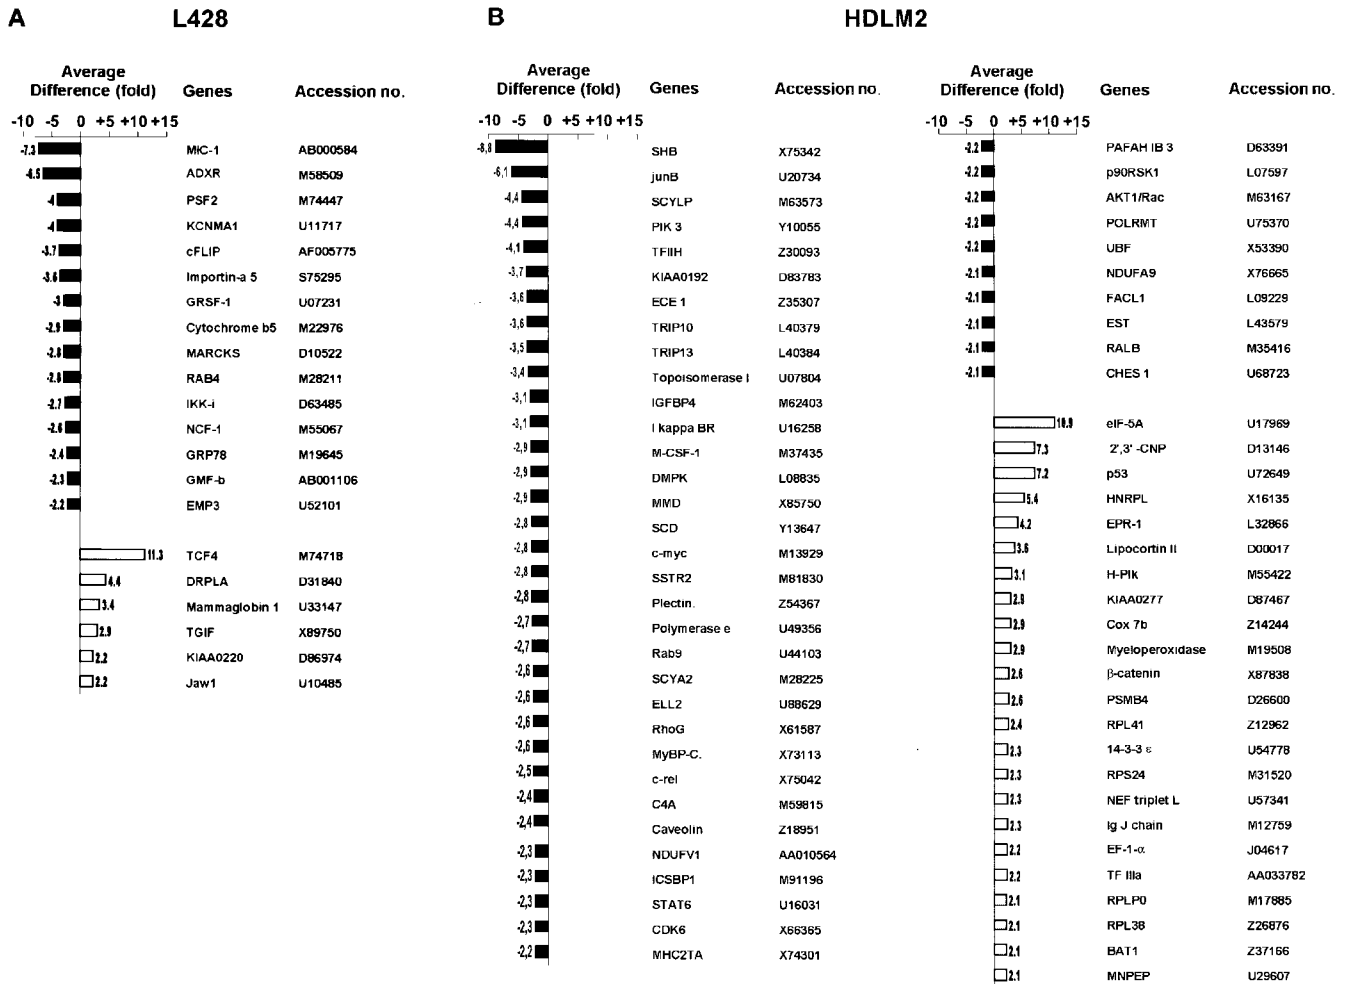 A L428
Average
Difference (fold) Genes Accession no.
-10 -5 0 +5 +10 +15
-7.3 MIC-1 AB000584
-6.5 ADXR M58509
-4 PSF2 M74447
-4 KCNMA1 U11717
-3.7 cFLIP AF005775
-3.6 Importin-a 5 S75295
-3 GRSF-1 U07231
-2.9 Cytochrome b5 M22976
-2.8 MARCKS D10522
-2.8 RAB4 M28211
-2.7 IKK-i D63485
-2.6 NCF-1 M55067
-2.4 GRP78 M19645
-2.3 GMF-b AB001106
-2.2 EMP3 U52101
11.3 TCF4 M74718
4.4 DRPLA D31840
3.4 Mammaglobin 1 U33147
2.9 TGIF X89750
2.2 KIAA0220 D86974
2.2 Jaw1 U10485
B HDLM2
Average
Difference (fold) Genes Accession no.
-10 -5 0 +5 +10 +15
-8,8 SHB X75342
-6,1 junB U20734
-4,4 SCYLP M63573
-4,4 PIK 3 Y10055
-4,1 TFIIH Z30093
-3,7 KIAA0192 D83783
-3,6 ECE 1 Z35307
-3,6 TRIP10 L40379
-3,5 TRIP13 L40384
-3,4 Topoisomerase I U07804
-3,1 IGFBP4 M62403
-3,1 I kappa BR U16258
-2,9 M-CSF-1 M37435
-2,9 DMPK L08835
-2,9 MMD X85750
-2,8 SCD Y13647
-2,8 c-myc M13929
-2,8 SSTR2 M81830
-2,8 Plectin. Z54367
-2,7 Polymerase e U49356
-2,7 Rab9 U44103
-2,6 SCYA2 M28225
-2,6 ELL2 U88629
-2,6 RhoG X61587
-2,6 MyBP-C. X73113
-2,5 c-rel X75042
-2,4 C4A M59815
-2,4 Caveolin Z18951
-2,3 NDUFV1 AA010564
-2,3 ICSBP1 M91196
-2,3 STAT6 U16031
-2,3 CDK6 X66365
-2,2 MHC2TA X74301
Average
Difference (fold) Genes Accession no.
-10 -5 0 +5 +10 +15
-2.2 PAFAH IB 3 D63391
-2.2 p90RSK1 L07597
-2.2 AKT1/Rac M63167
-2.2 POLRMT U75370
-2.2 UBF X53390
-2.1 NDUFA9 X76665
-2.1 FACL1 L09229
-2.1 EST L43579
-2.1 RALB M35416
-2.1 CHES 1 U68723
10.9 eIF-5A U17969
7.3 2',3' -CNP D13146
7.2 p53 U72649
5.4 HNRPL X16135
4.2 EPR-1 L32866
3.6 Lipocortin II D00017
3.1 H-Plk M55422
2.9 KIAA0277 D87467
2.9 Cox 7b Z14244
2.9 Myeloperoxidase M19508
2.6 β-catenin X87838
2.6 PSMB4 D26600
2.4 RPL41 Z12962
2.3 14-3-3 ε U54778
2.3 RPS24 M31520
2.3 NEF triplet L U57341
2.3 Ig J chain M12759
2.2 EF-1-α J04617
2.2 TF IIIa AA033782
2.1 RPLP0 M17885
2.1 RPL38 Z26876
2.1 BAT1 Z37166
2.1 MNPEP U29607